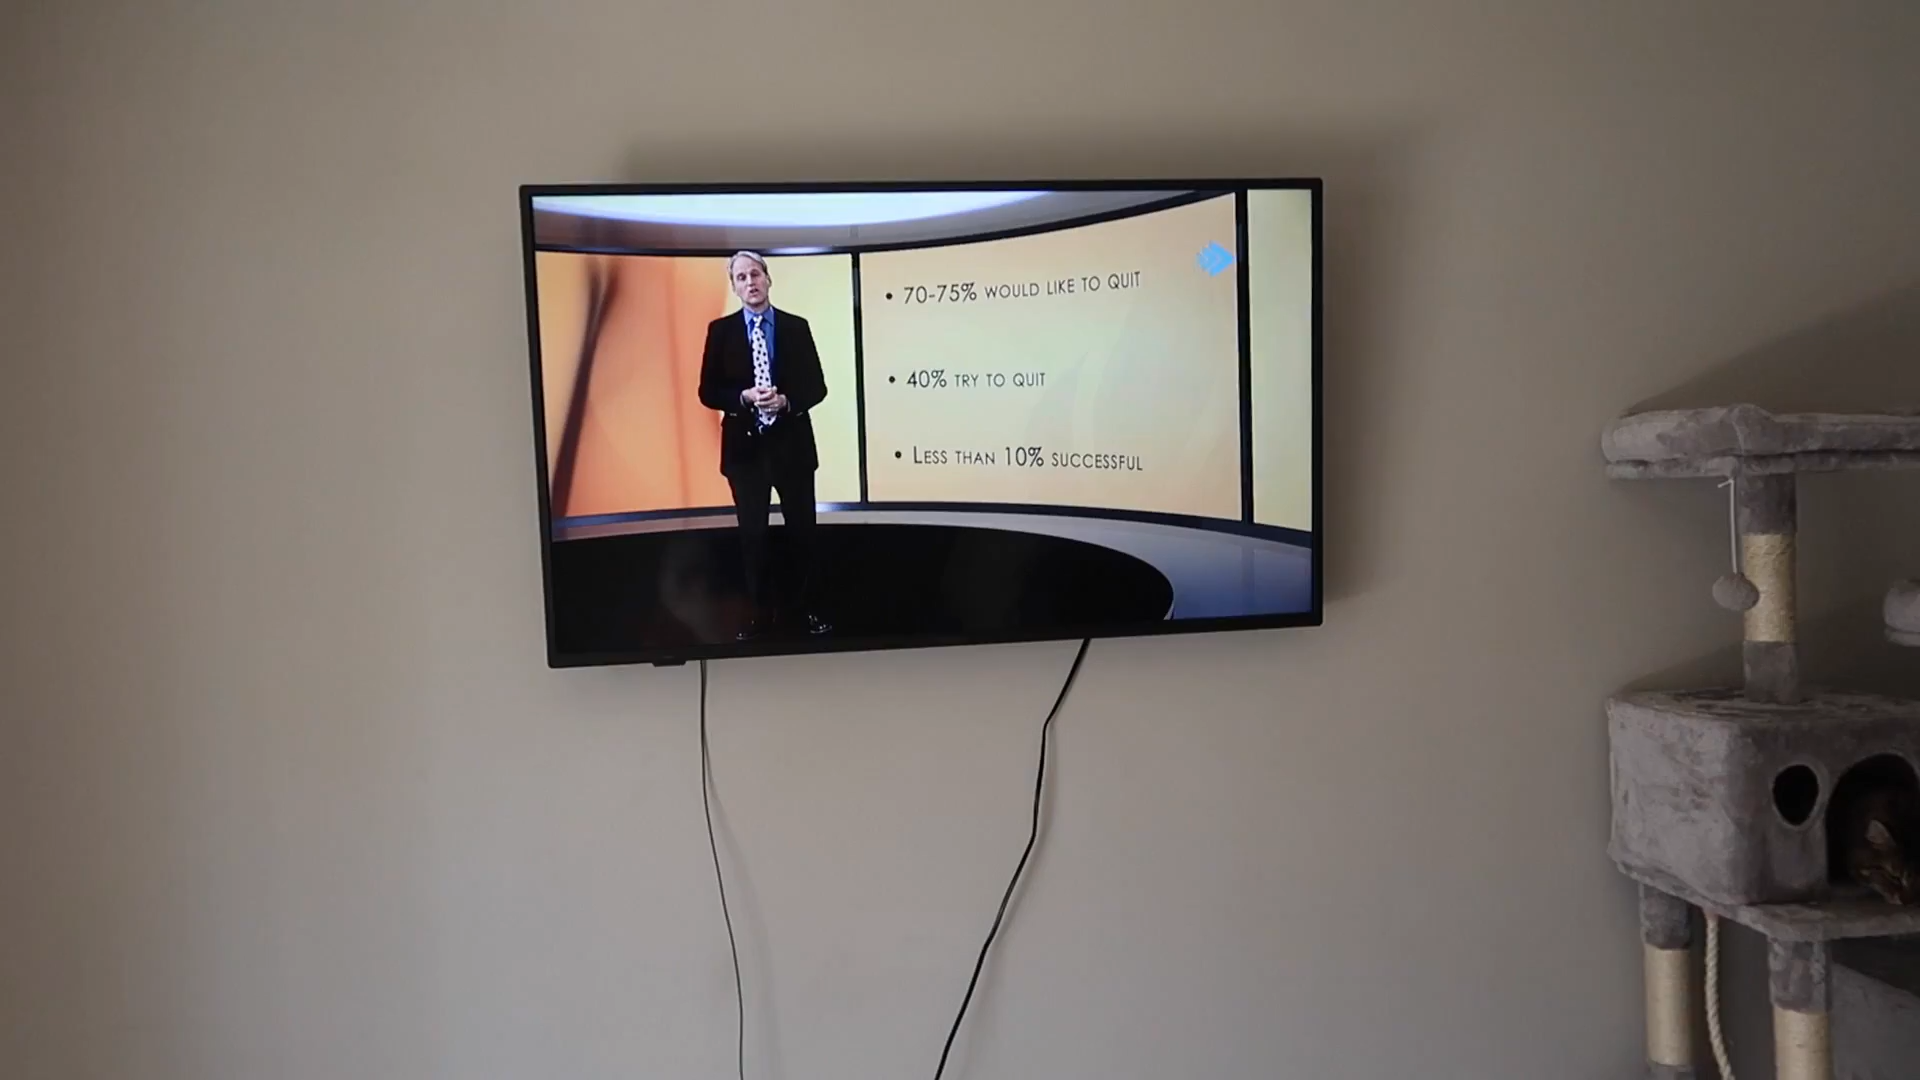 • 70-75% WOULD LIKE TO QUIT
• 40% TRY TO QUIT
• LESS THAN 10% SUCCESSFUL